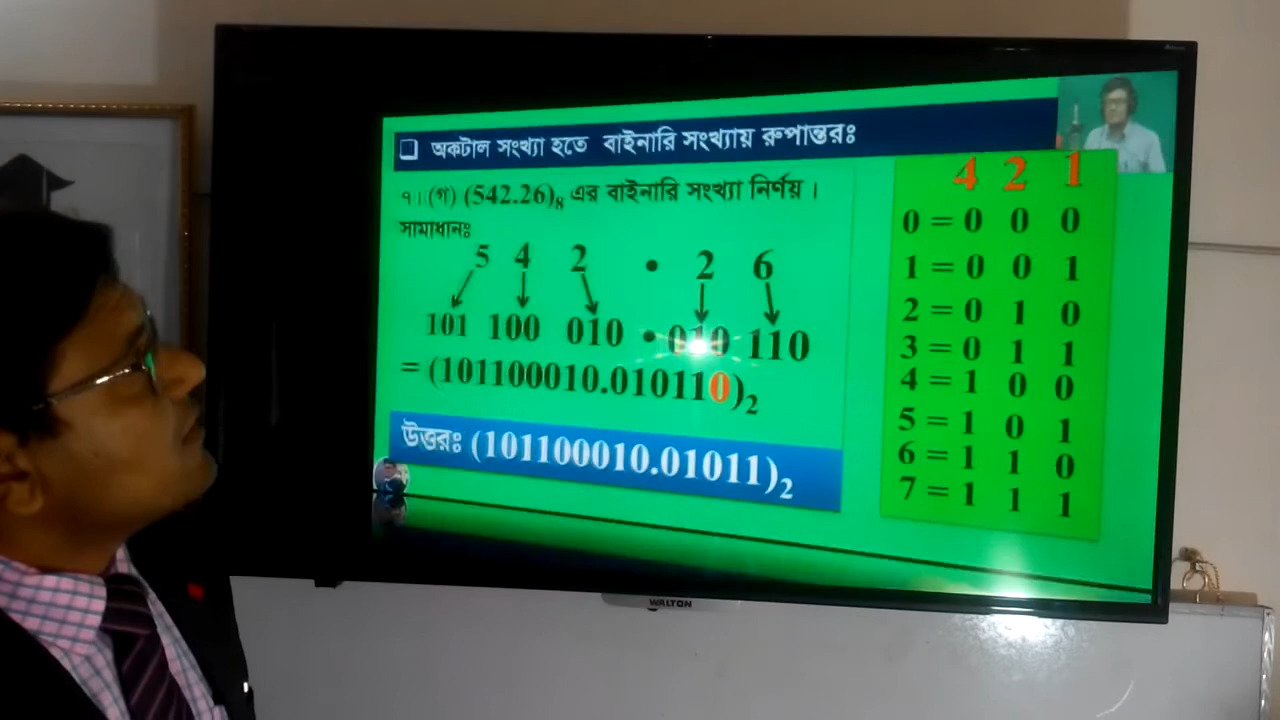 ❑ অকটাল সংখ্যা হতে বাইনারি সংখ্যায় রুপান্তরঃ
৭। (গ) (542.26)₈ এর বাইনারি সংখ্যা নির্ণয় ।
সামাধানঃ
5 4 2 . 2 6
101 100 010 . 010 110
= (101100010.010110)₂
উত্তরঃ (101100010.01011)₂
4 2 1
0 = 0 0 0
1 = 0 0 1
2 = 0 1 0
3 = 0 1 1
4 = 1 0 0
5 = 1 0 1
6 = 1 1 0
7 = 1 1 1
WALTON